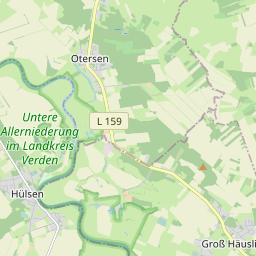 Otersen
L 159
Untere
Allerniederung
im Landkreis
Verden
Hülsen
Groß Häusli